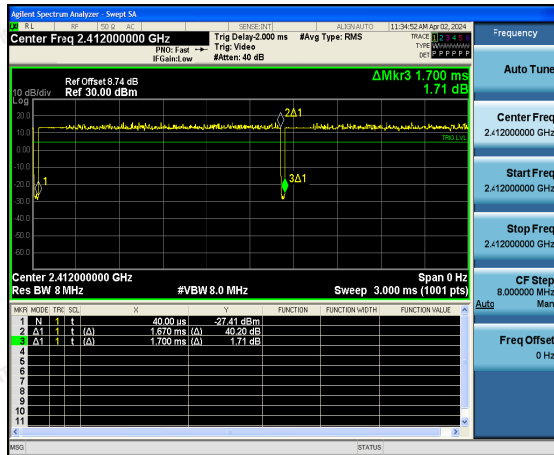 Agilent Spectrum Analyzer - Swept SA
RL RF 50 Ω AC SENSE:INT ALIGN AUTO 11:34:52 AM Apr 02, 2024
Center Freq 2.412000000 GHz
PNO: Fast
IFGain:Low
Trig Delay-2.000 ms
Trig: Video
#Atten: 40 dB
#Avg Type: RMS
TRACE 1 2 3 4 5 6
TYPE
DET P P P P P P
Frequency
Auto Tune
Center Freq
2.412000000 GHz
Start Freq
2.412000000 GHz
Stop Freq
2.412000000 GHz
CF Step
8.000000 MHz
Auto Man
Freq Offset
0 Hz
ΔMkr3 1.700 ms
1.71 dB
Ref Offset 8.74 dB
10 dB/div Ref 30.00 dBm
Log
20.0
10.0
0.00
-10.0
-20.0
-30.0
-40.0
-50.0
-60.0
1
2Δ1
3Δ1
TRIG LVL
Center 2.412000000 GHz Span 0 Hz
Res BW 8 MHz #VBW 8.0 MHz Sweep 3.000 ms (1001 pts)
MKR MODE TRC SCL X Y FUNCTION FUNCTION WIDTH FUNCTION VALUE
1 N 1 t 40.00 µs -27.41 dBm
2 Δ1 1 t (Δ) 1.670 ms (Δ) 40.20 dB
3 Δ1 1 t (Δ) 1.700 ms (Δ) 1.71 dB
4
5
6
7
8
9
10
11
MSG STATUS